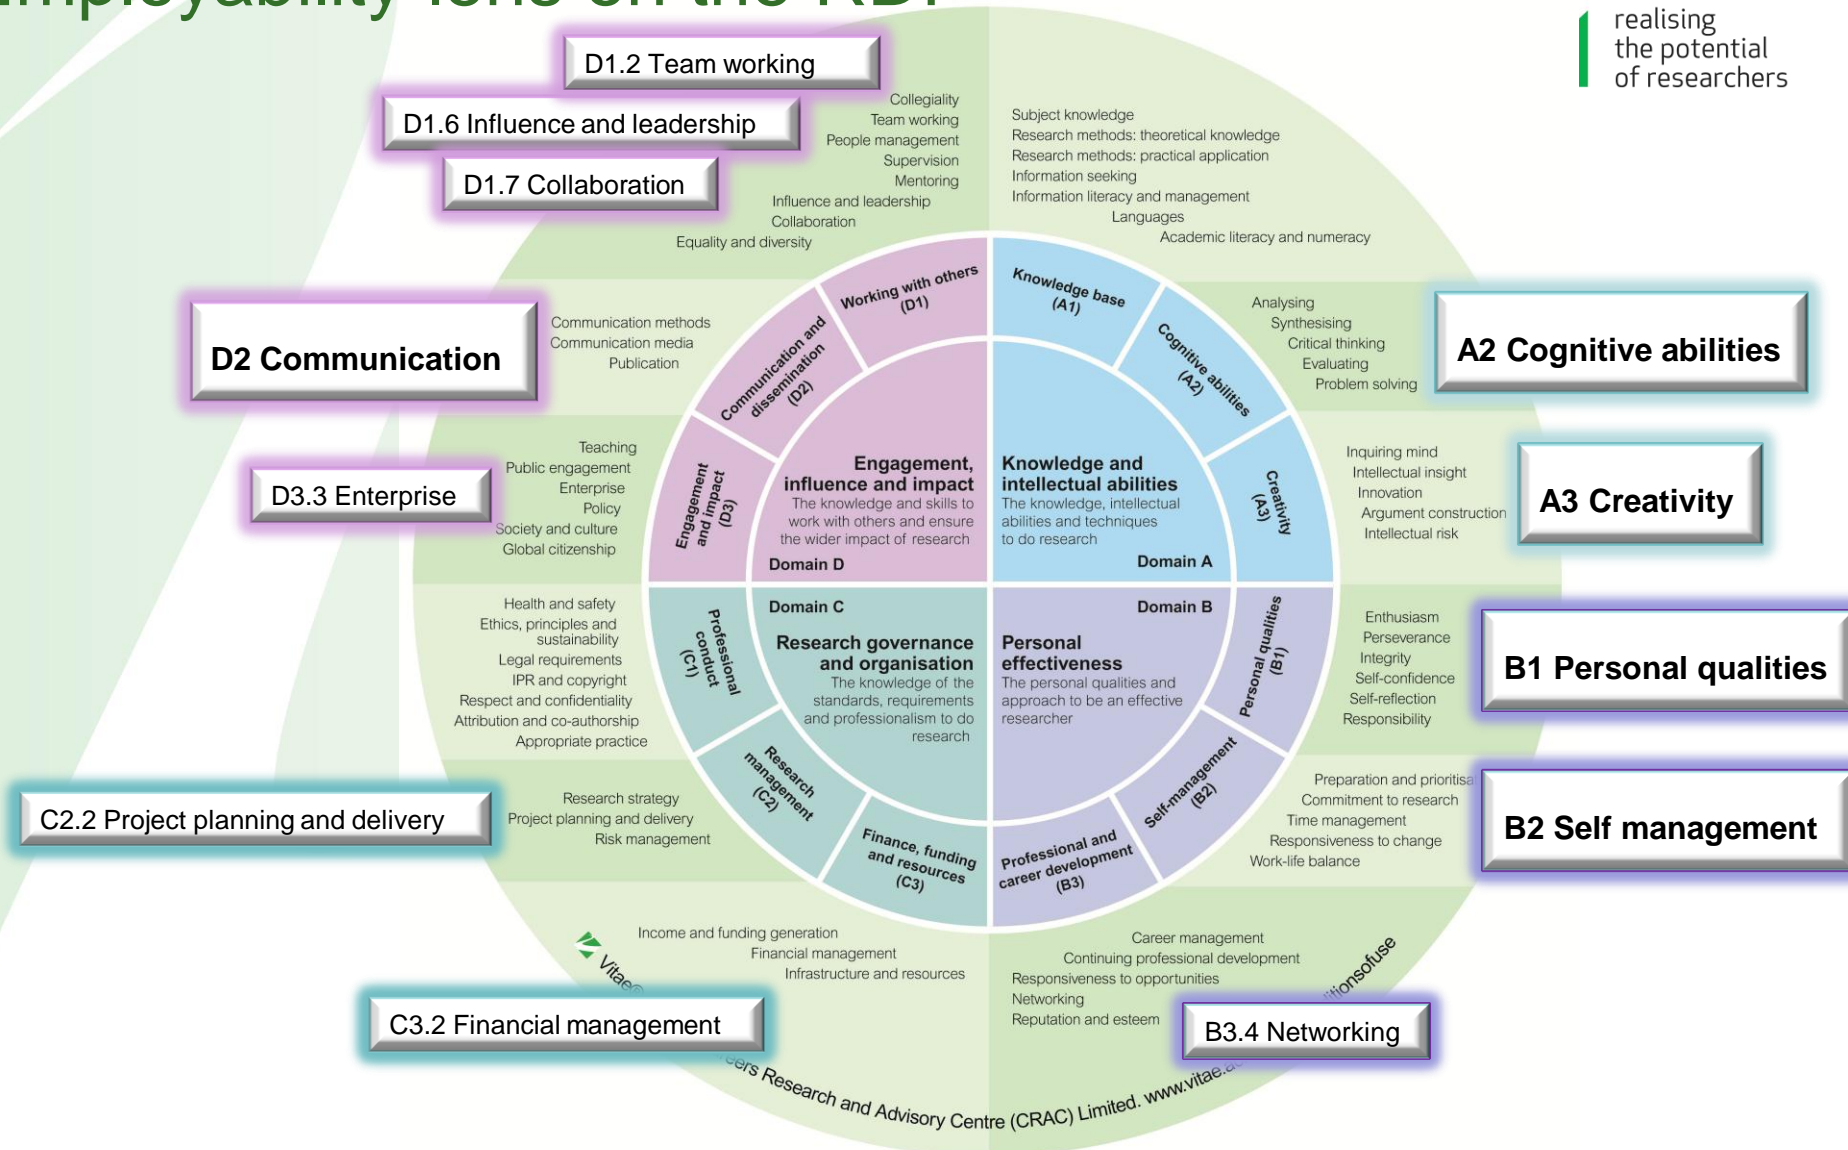 Employability lens on the RDF
realising
the potential
of researchers
D1.2 Team working
D1.6 Influence and leadership
D1.7 Collaboration
Collegiality
Team working
People management
Supervision
Mentoring
Influence and leadership
Collaboration
Equality and diversity
Subject knowledge
Research methods: theoretical knowledge
Research methods: practical application
Information seeking
Information literacy and management
Languages
Academic literacy and numeracy
Working with others
(D1)
Knowledge base
(A1)
D2 Communication
Communication methods
Communication media
Publication
Communication and
dissemination
(D2)
Cognitive abilities
(A2)
Analysing
Synthesising
Critical thinking
Evaluating
Problem solving
A2 Cognitive abilities
D3.3 Enterprise
Teaching
Public engagement
Enterprise
Policy
Society and culture
Global citizenship
Engagement
and impact
(D3)
Engagement,
influence and impact
The knowledge and skills to
work with others and ensure
the wider impact of research
Domain D
Knowledge and
intellectual abilities
The knowledge, intellectual
abilities and techniques
to do research
Domain A
Creativity
(A3)
Inquiring mind
Intellectual insight
Innovation
Argument construction
Intellectual risk
A3 Creativity
Health and safety
Ethics, principles and
sustainability
Legal requirements
IPR and copyright
Respect and confidentiality
Attribution and co-authorship
Appropriate practice
Professional
conduct
(C1)
Domain C
Research governance
and organisation
The knowledge of the
standards, requirements
and professionalism to do
research
Domain B
Personal
effectiveness
The personal qualities and
approach to be an effective
researcher
Personal qualities
(B1)
Enthusiasm
Perseverance
Integrity
Self-confidence
Self-reflection
Responsibility
B1 Personal qualities
C2.2 Project planning and delivery
Research strategy
Project planning and delivery
Risk management
Research
management
(C2)
Self-management
(B2)
Preparation and
Commitment to research
Time management
Responsiveness to change
Work-life balance
B2 Self management
Finance, funding
and resources
(C3)
Professional and
career development
(B3)
Income and funding generation
Financial management
Infrastructure and resources
Career management
Continuing professional development
Responsiveness to opportunities
Networking
Reputation and esteem
C3.2 Financial management
B3.4 Networking
Vitae®
Research and Advisory Centre (CRAC) Limited.